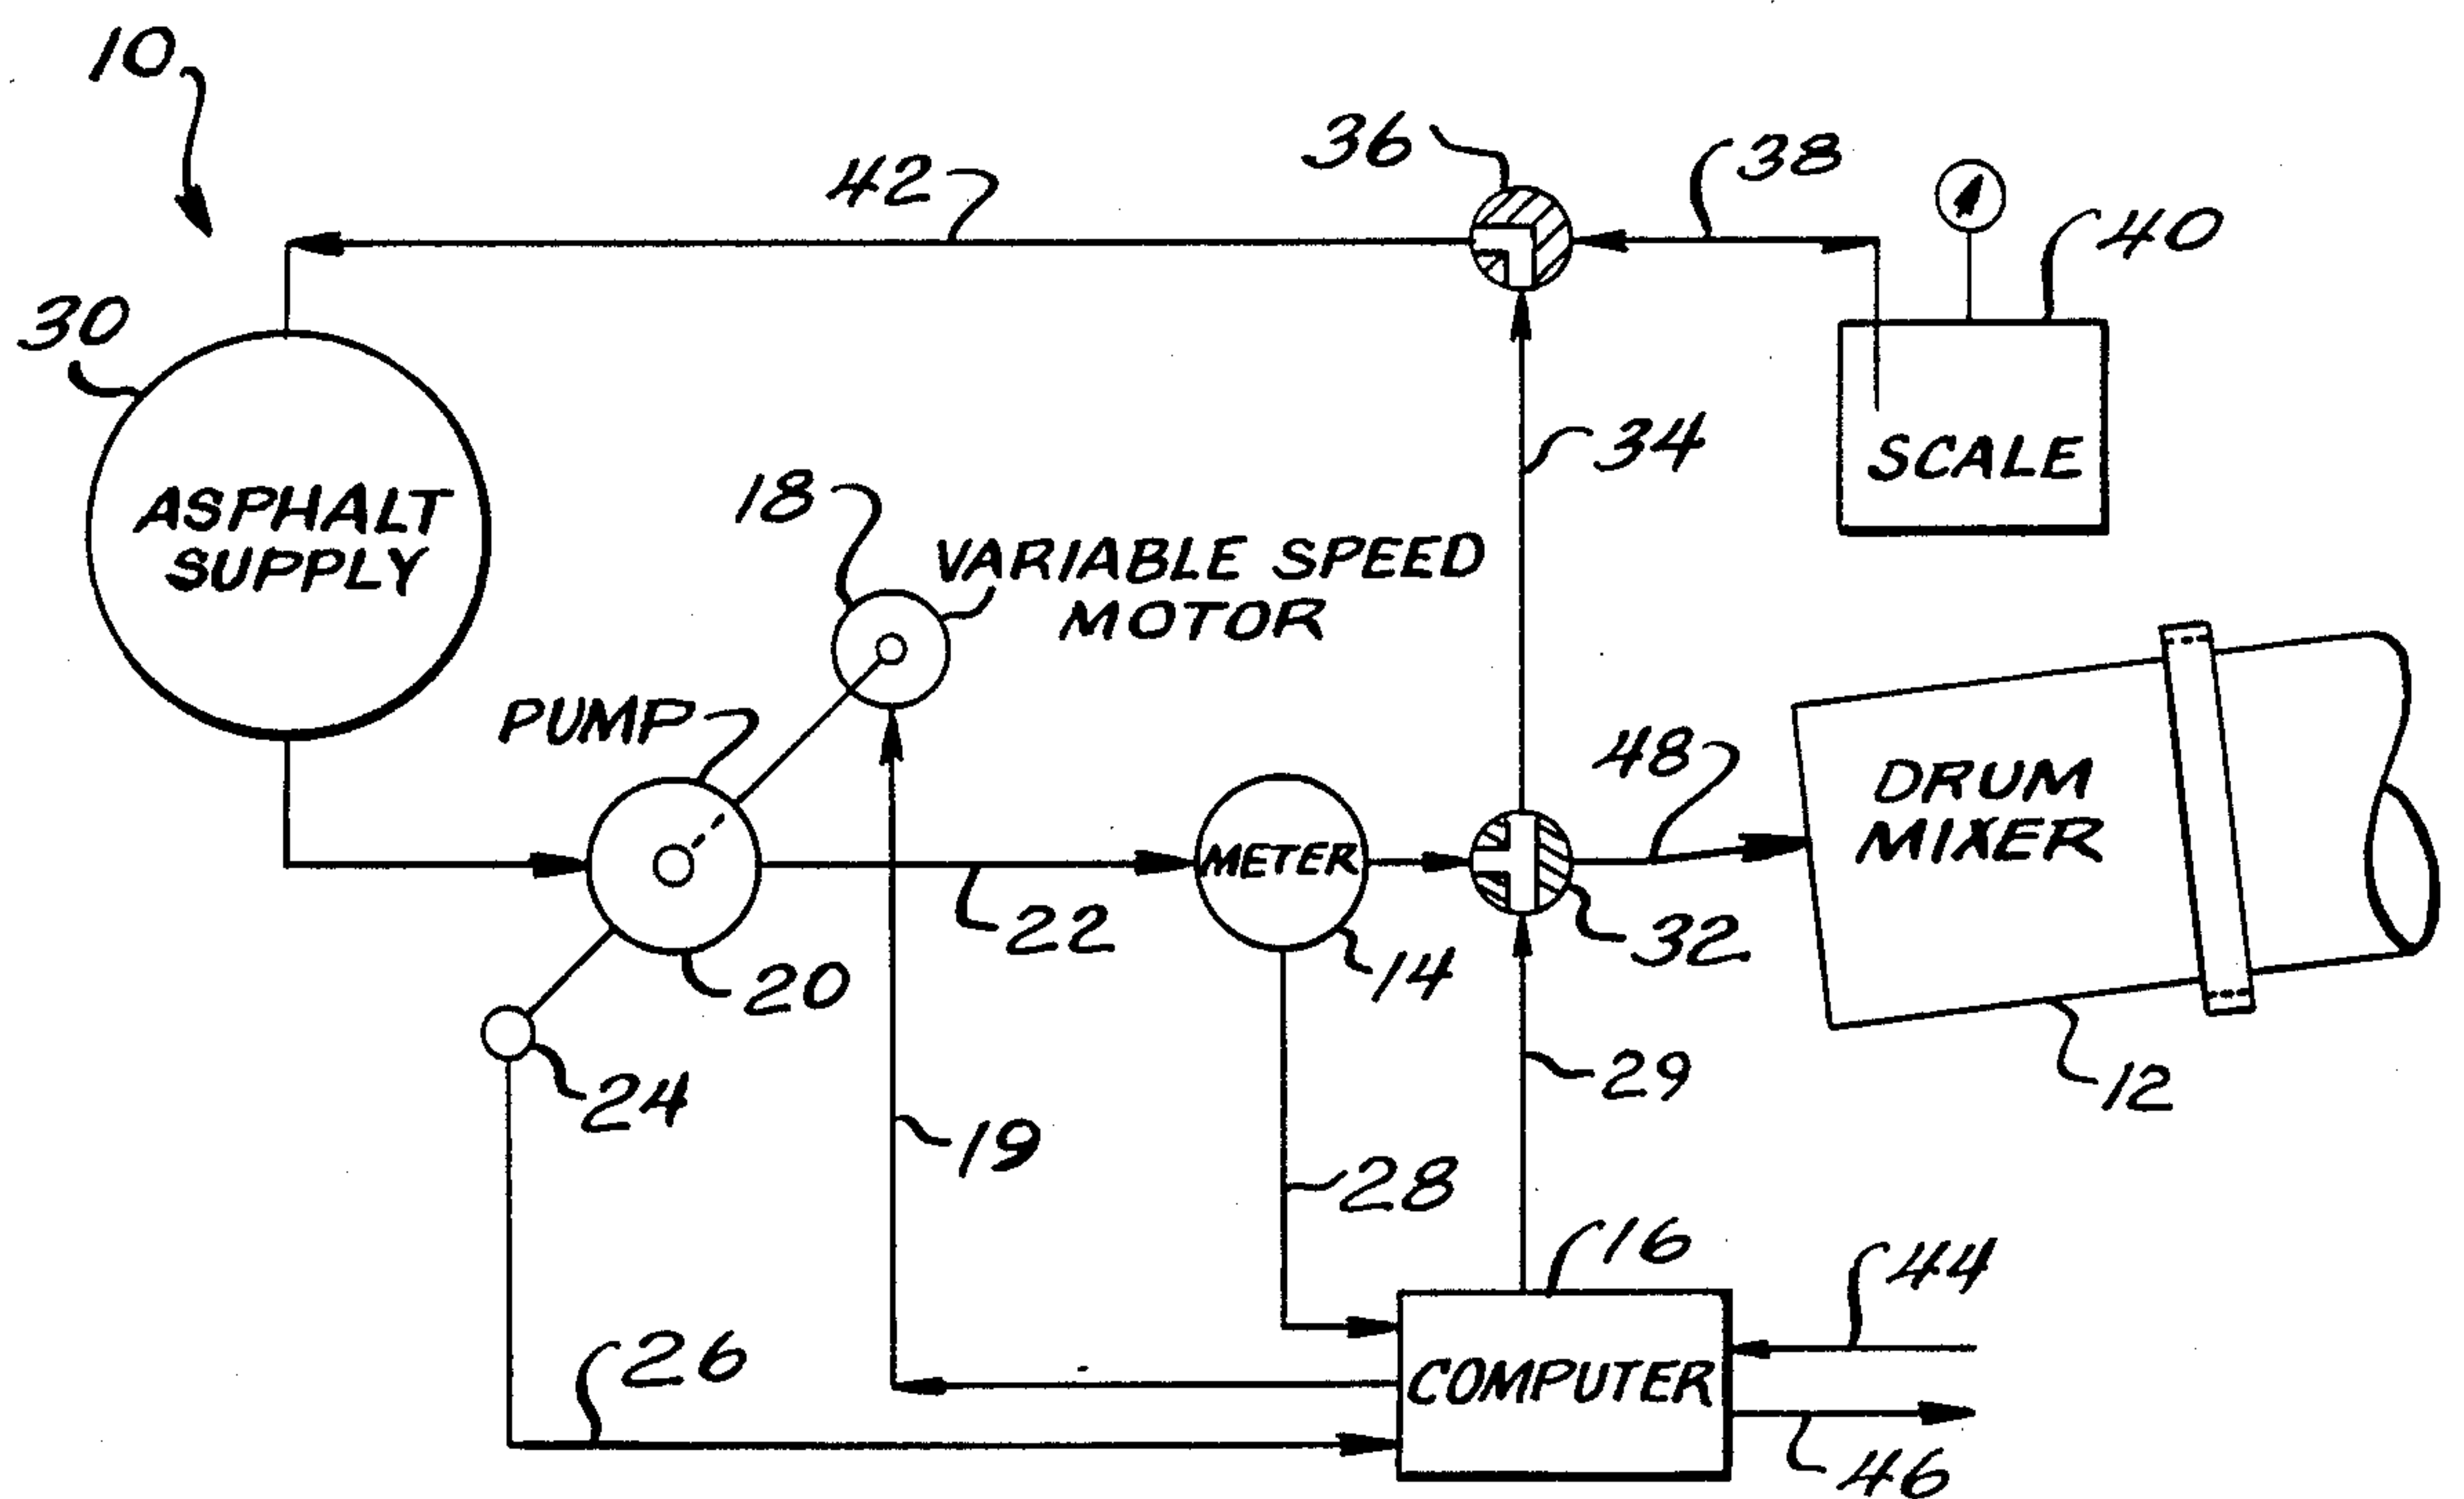 10
36
38
42
40
30
34
SCALE
18
ASPHALT
SUPPLY
VARIABLE SPEED
MOTOR
PUMP
48
DRUM
MIXER
METER
22
32
14
20
29
24
12
19
28
16
44
26
COMPUTER
46